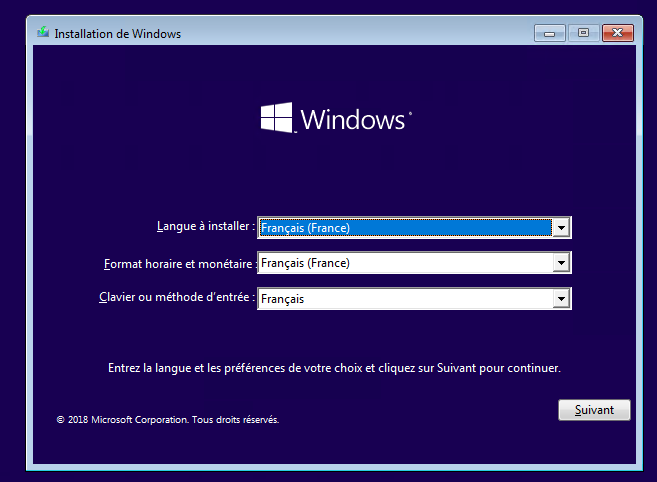 Installation de Windows
Windows
Langue à installer : Français (France)
Format horaire et monétaire : Français (France)
Clavier ou méthode d'entrée : Français
Entrez la langue et les préférences de votre choix et cliquez sur Suivant pour continuer.
Suivant
© 2018 Microsoft Corporation. Tous droits réservés.